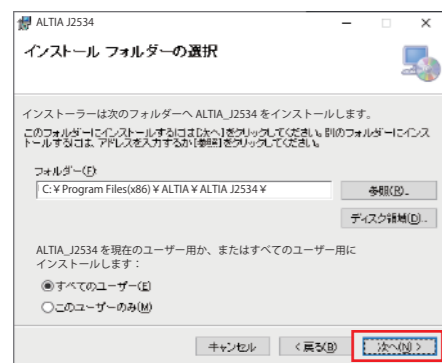 ALTIA J2534
インストール フォルダーの選択
インストーラーは次のフォルダーへ ALTIA_J2534 をインストールします。
このフォルダーにインストールするには[次へ]をクリックしてください。別のフォルダーにインス
トールするには、アドレスを入力するか[参照]をクリックしてください。
フォルダー(F):
C:￥Program Files(x86)￥ALTIA￥ALTIA J2534￥
参照(R)...
ディスク領域(D)...
ALTIA_J2534 を現在のユーザー用か、またはすべてのユーザー用に
インストールします：
すべてのユーザー(E)
このユーザーのみ(M)
キャンセル
< 戻る(B)
次へ(N) >